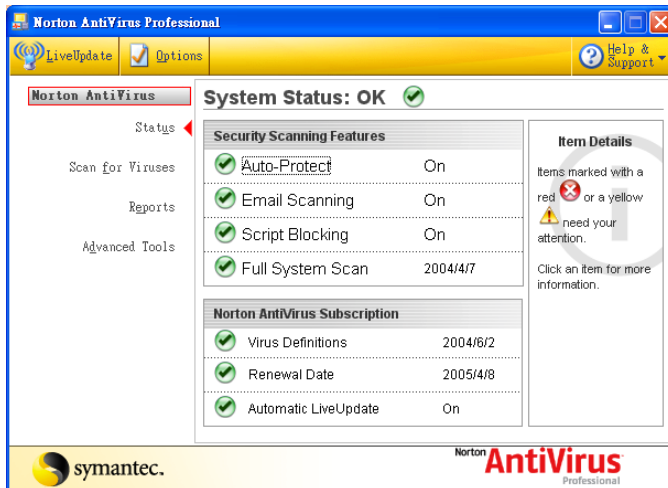 Norton AntiVirus Professional
LiveUpdate Options Help & Support
Norton AntiVirus
Status
Scan for Viruses
Reports
Advanced Tools
System Status: OK
Security Scanning Features
Auto-Protect On
Email Scanning On
Script Blocking On
Full System Scan 2004/4/7
Norton AntiVirus Subscription
Virus Definitions 2004/6/2
Renewal Date 2005/4/8
Automatic LiveUpdate On
Item Details
Items marked with a
red or a yellow
need your
attention.
Click an item for more
information.
symantec.
Norton
AntiVirus
Professional